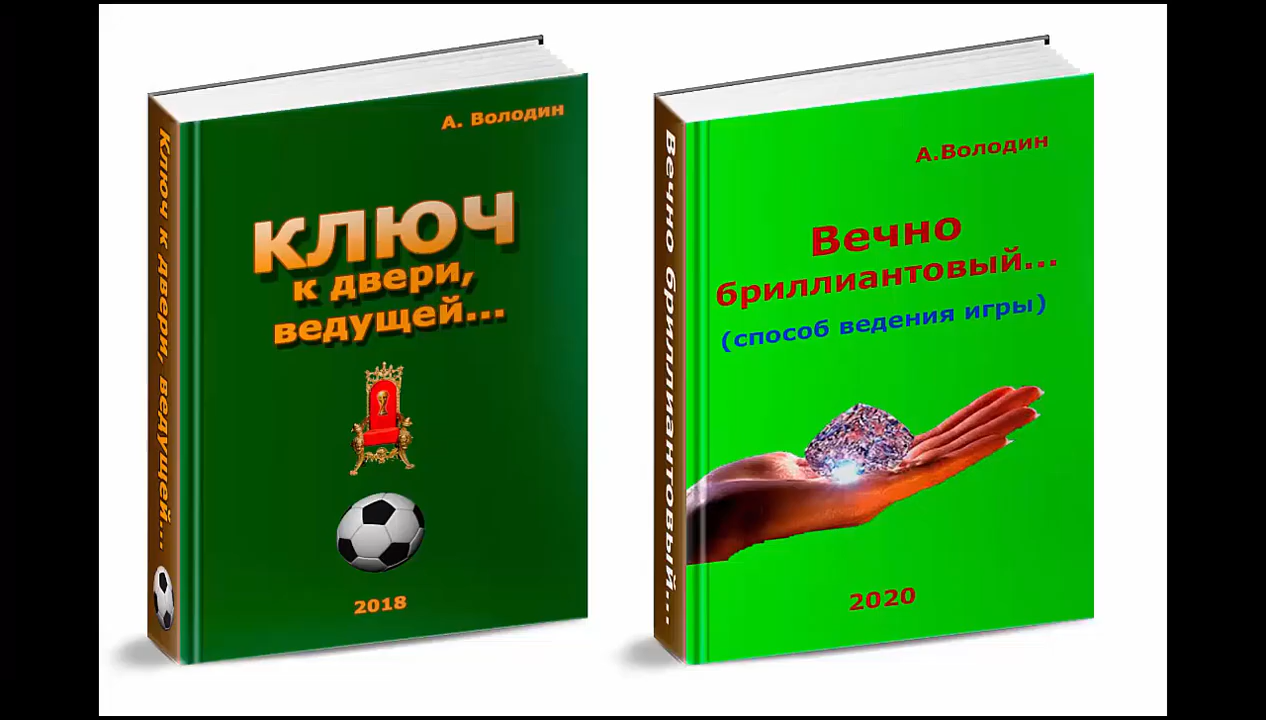 А. Володин
КЛЮЧ
к двери,
ведущей...
2018
Ключ к двери, ведущей...
А.Володин
Вечно
бриллиантовый...
(способ ведения игры)
2020
Вечно бриллиантовый...